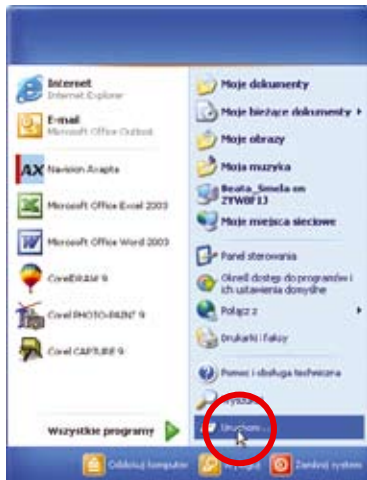 Internet
Internet Explorer
E-mail
Microsoft Office Outlook
AX Navision Axapta
Microsoft Office Excel 2003
Microsoft Office Word 2003
CorelDRAW 9
Corel PHOTO-PAINT 9
Corel CAPTURE 9
Wszystkie programy
Moje dokumenty
Moje bieżące dokumenty
Moje obrazy
Moja muzyka
Beata_Smela on
Moje miejsca sieciowe
Panel sterowania
Określ dostęp do programów i
ich ustawienia domyślne
Połącz z
Drukarki i faksy
Pomoc i obsługa techniczna
Uruchom...
Odblokuj komputer
Zamknij system